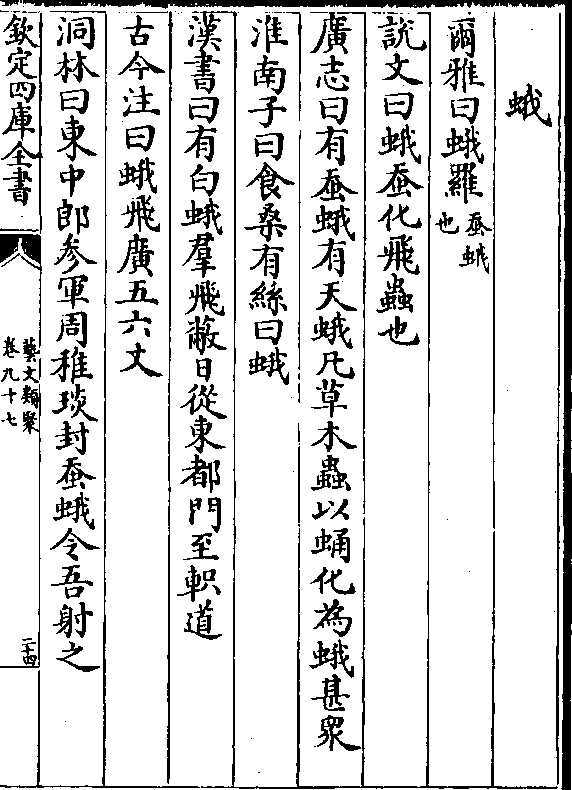 蛾
爾雅曰蛾羅蚕蛾也
說文曰蛾蚕化飛蟲也
廣志曰有蚕蛾有天蛾凡草木蟲以蛹化為蛾甚衆
淮南子曰食桑有絲曰蛾
漢書曰有白蛾羣飛蔽日從東都門至軹道
古今注曰蛾飛廣五六丈
洞林曰東中郎参軍周稚琰封蚕蛾令吾射之
欽定四庫全書
藝文類聚
卷九十七
二十四